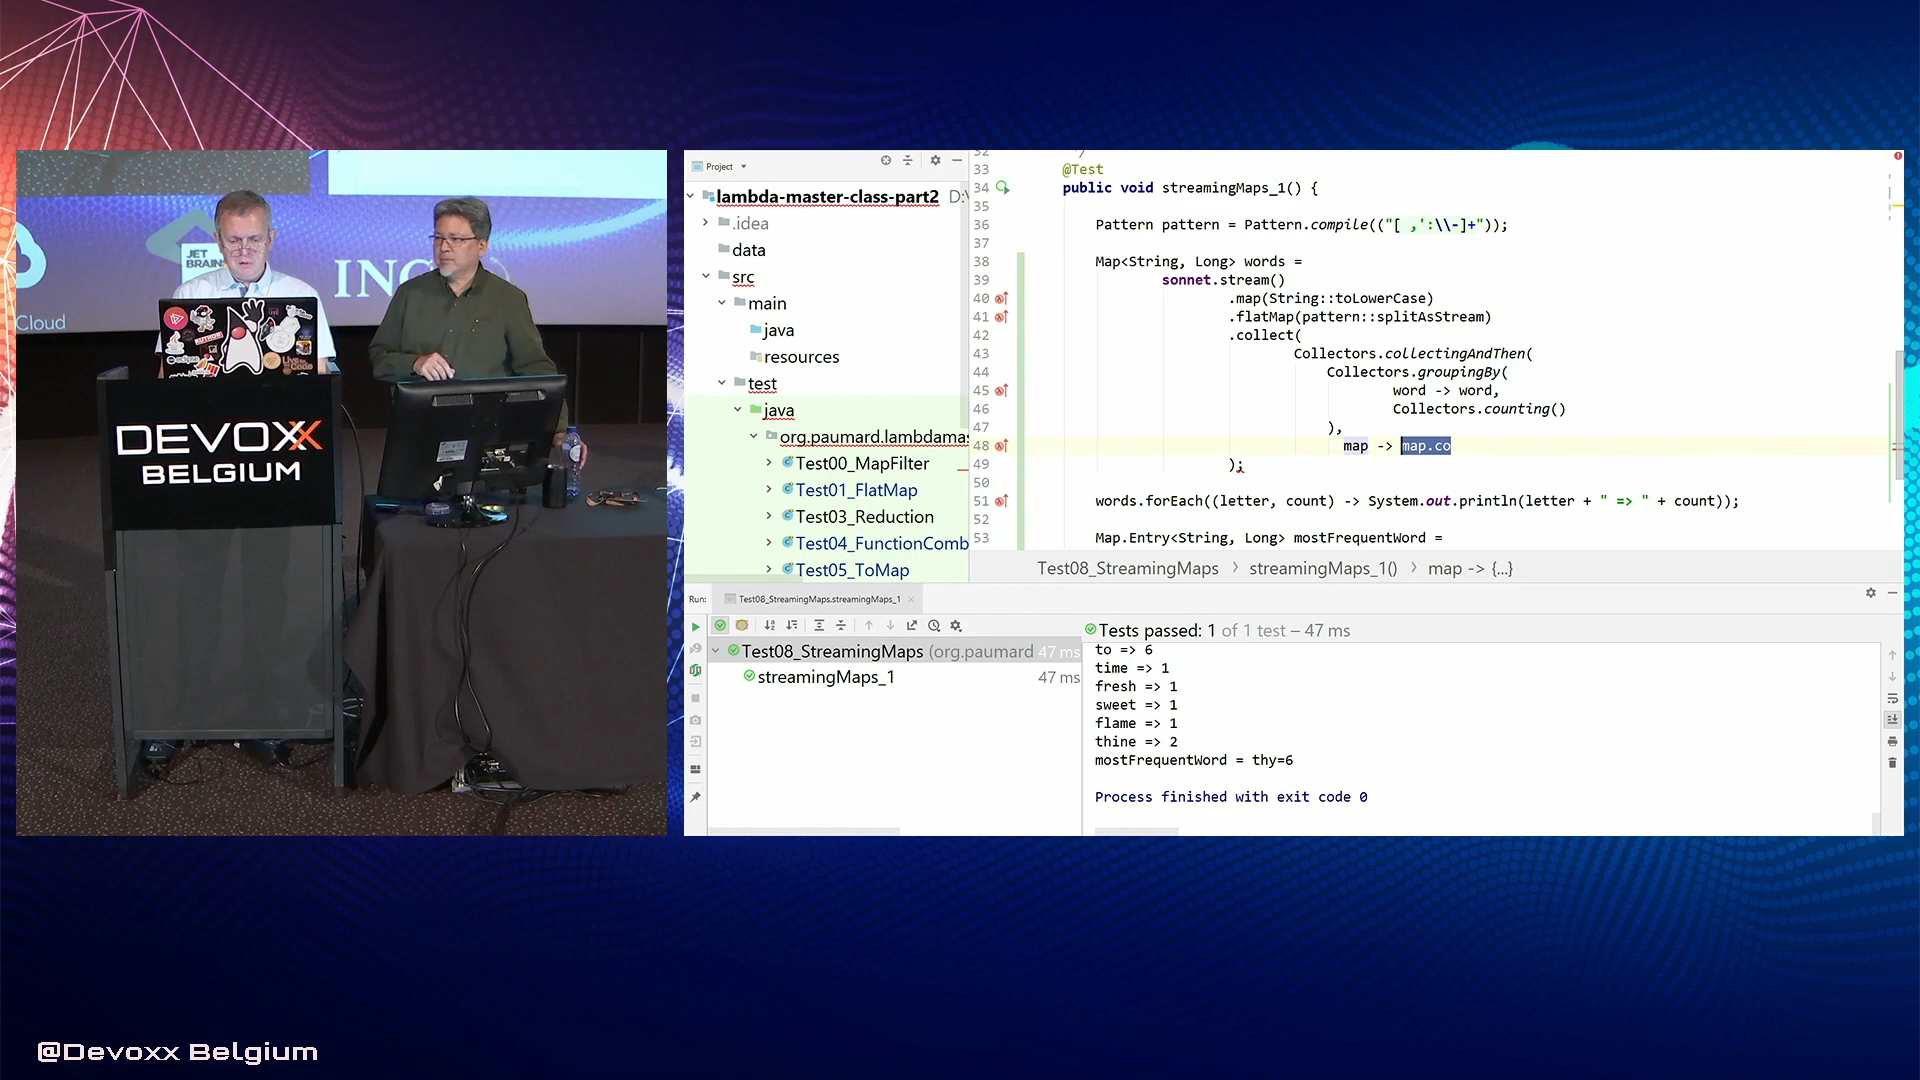 Cloud
JET
BRAINS
ING
AUTHOR
eclipse
Live
Code
DEVOXX
BELGIUM
Project
lambda-master-class-part2 D:\
.idea
data
src
main
java
resources
test
java
org.paumard.lambdamas
Test00_MapFilter
Test01_FlatMap
Test03_Reduction
Test04_FunctionComb
Test05_ToMap
32
33 @Test
34 public void streamingMaps_1() {
35
36 Pattern pattern = Pattern.compile(("[ ,':\\-]+"));
37
38 Map<String, Long> words =
39 sonnet.stream()
40 .map(String::toLowerCase)
41 .flatMap(pattern::splitAsStream)
42 .collect(
43 Collectors.collectingAndThen(
44 Collectors.groupingBy(
45 word -> word,
46 Collectors.counting()
47 ),
48 map -> map.co
49 );
50
51 words.forEach((letter, count) -> System.out.println(letter + " => " + count));
52
53 Map.Entry<String, Long> mostFrequentWord =
Test08_StreamingMaps > streamingMaps_1() > map -> {...}
Run: Test08_StreamingMaps.streamingMaps_1
Tests passed: 1 of 1 test – 47 ms
Test08_StreamingMaps (org.paumard 47 ms
streamingMaps_1 47 ms
to => 6
time => 1
fresh => 1
sweet => 1
flame => 1
thine => 2
mostFrequentWord = thy=6
Process finished with exit code 0
@Devoxx Belgium